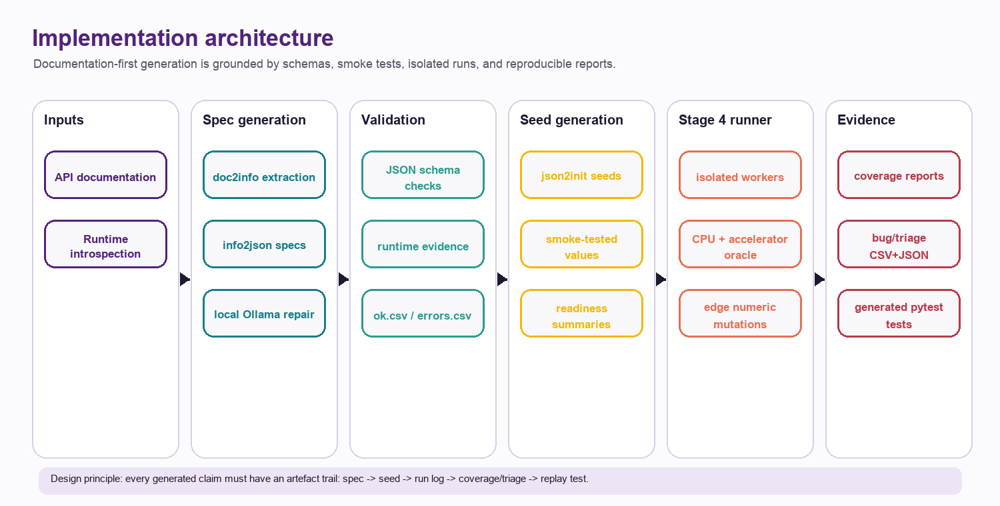 Implementation architecture
Documentation-first generation is grounded by schemas, smoke tests, isolated runs, and reproducible reports.
Inputs
API documentation
Runtime
introspection
Spec generation
doc2info extraction
info2json specs
local Ollama repair
Validation
JSON schema
checks
runtime evidence
ok.csv / errors.csv
Seed generation
json2init seeds
smoke-tested
values
readiness
summaries
Stage 4 runner
isolated workers
CPU + accelerator
oracle
edge numeric
mutations
Evidence
coverage reports
bug/triage
CSV+JSON
generated pytest
tests
Design principle: every generated claim must have an artefact trail: spec -> seed -> run log -> coverage/triage -> replay test.